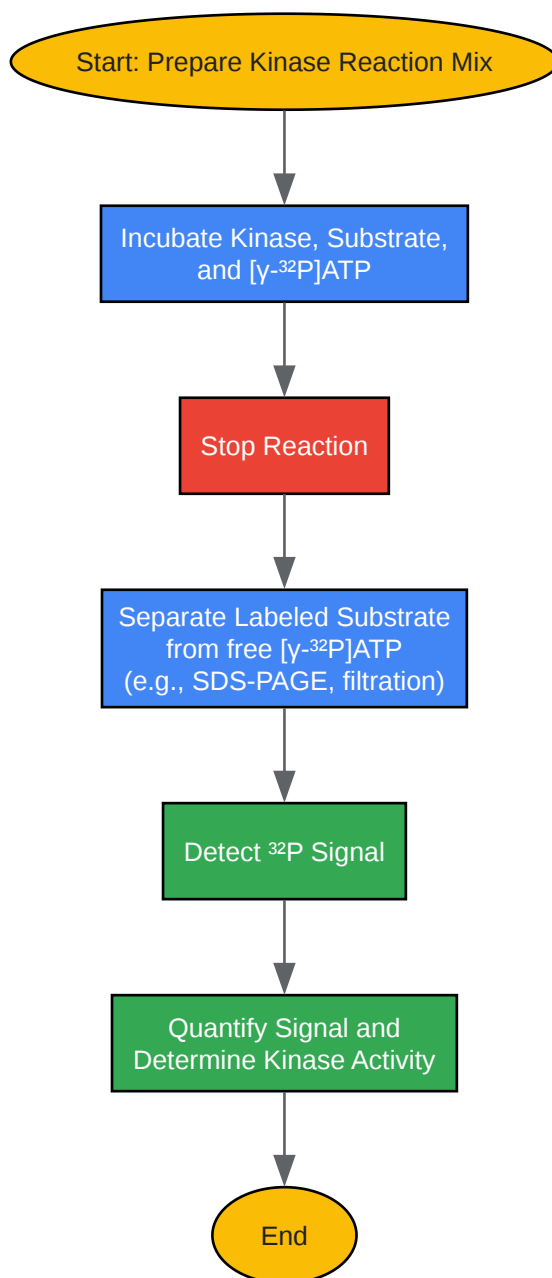 Start: Prepare Kinase Reaction Mix
Incubate Kinase, Substrate,
and [γ-³²P]ATP
Stop Reaction
Separate Labeled Substrate
from free [γ-³²P]ATP
(e.g., SDS-PAGE, filtration)
Detect ³²P Signal
Quantify Signal and
Determine Kinase Activity
End